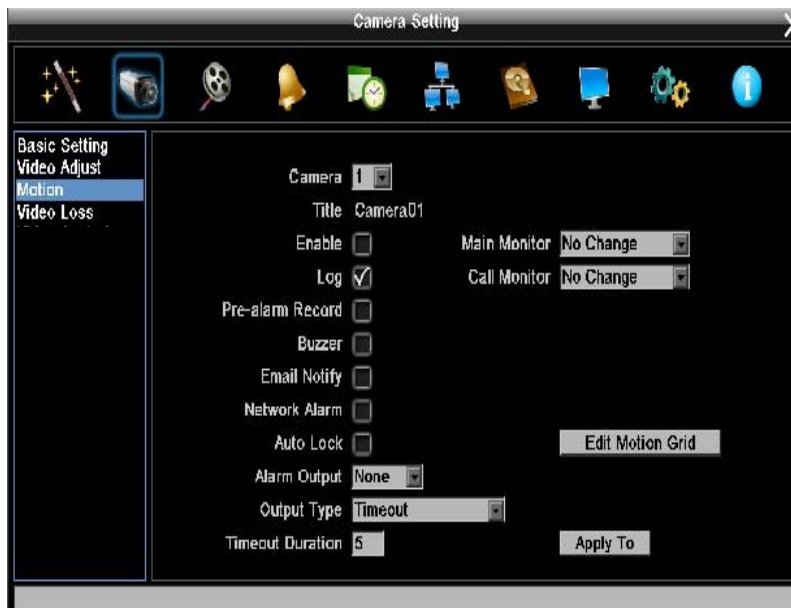 Camera Setting
Basic Setting
Video Adjust
Motion
Video Loss
Camera 1
Title Camera01
Enable
Main Monitor No Change
Log
Call Monitor No Change
Pre-alarm Record
Buzzer
Email Notify
Network Alarm
Auto Lock
Edit Motion Grid
Alarm Output None
Output Type Timeout
Timeout Duration 5
Apply To